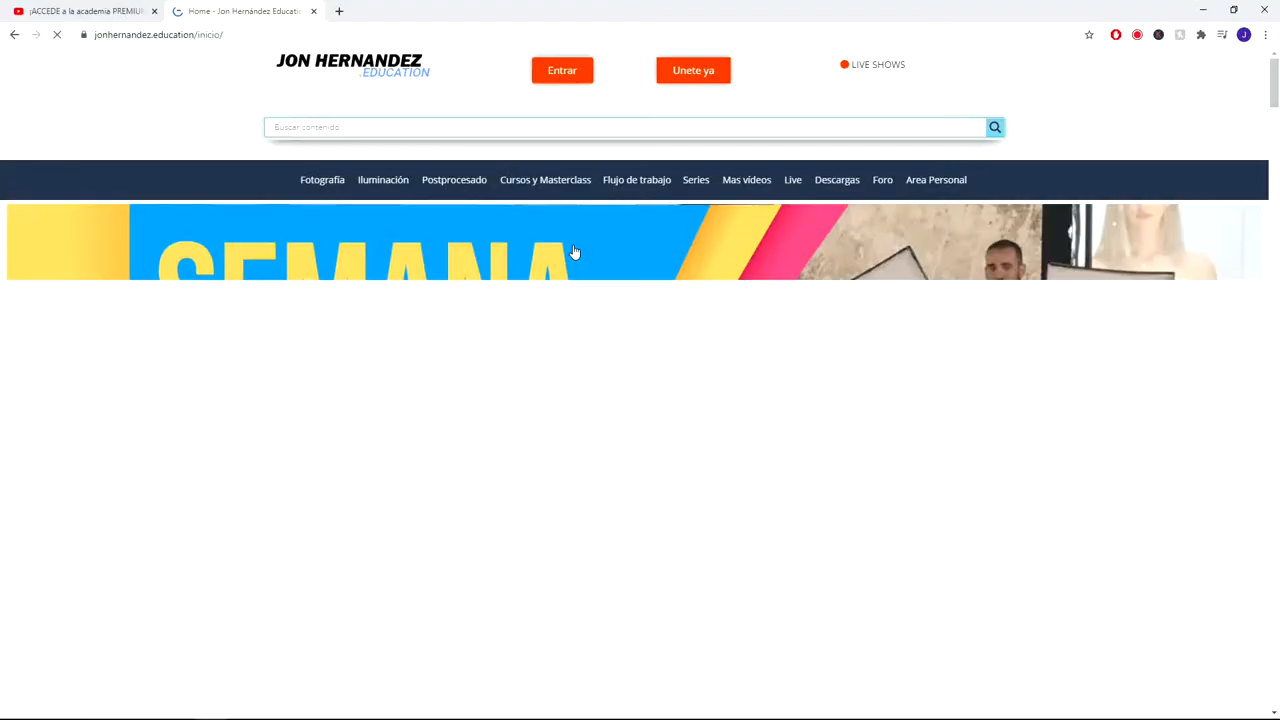 ¡ACCEDE a la academia PREMIUM
Home - Jon Hernández Educatio
jonhernandez.education/inicio/
J
JON HERNANDEZ
.EDUCATION
Entrar
Unete ya
LIVE SHOWS
Buscar contenido
Fotografía Iluminación Postprocesado Cursos y Masterclass Flujo de trabajo Series Mas vídeos Live Descargas Foro Area Personal
SEMANA